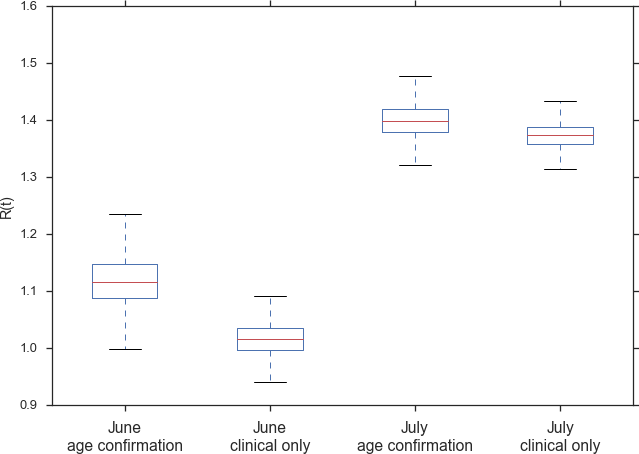 1.6
1.5
1.4
1.3
1.2
1.1
1.0
0.9
R(t)
June
age confirmation
June
clinical only
July
age confirmation
July
clinical only